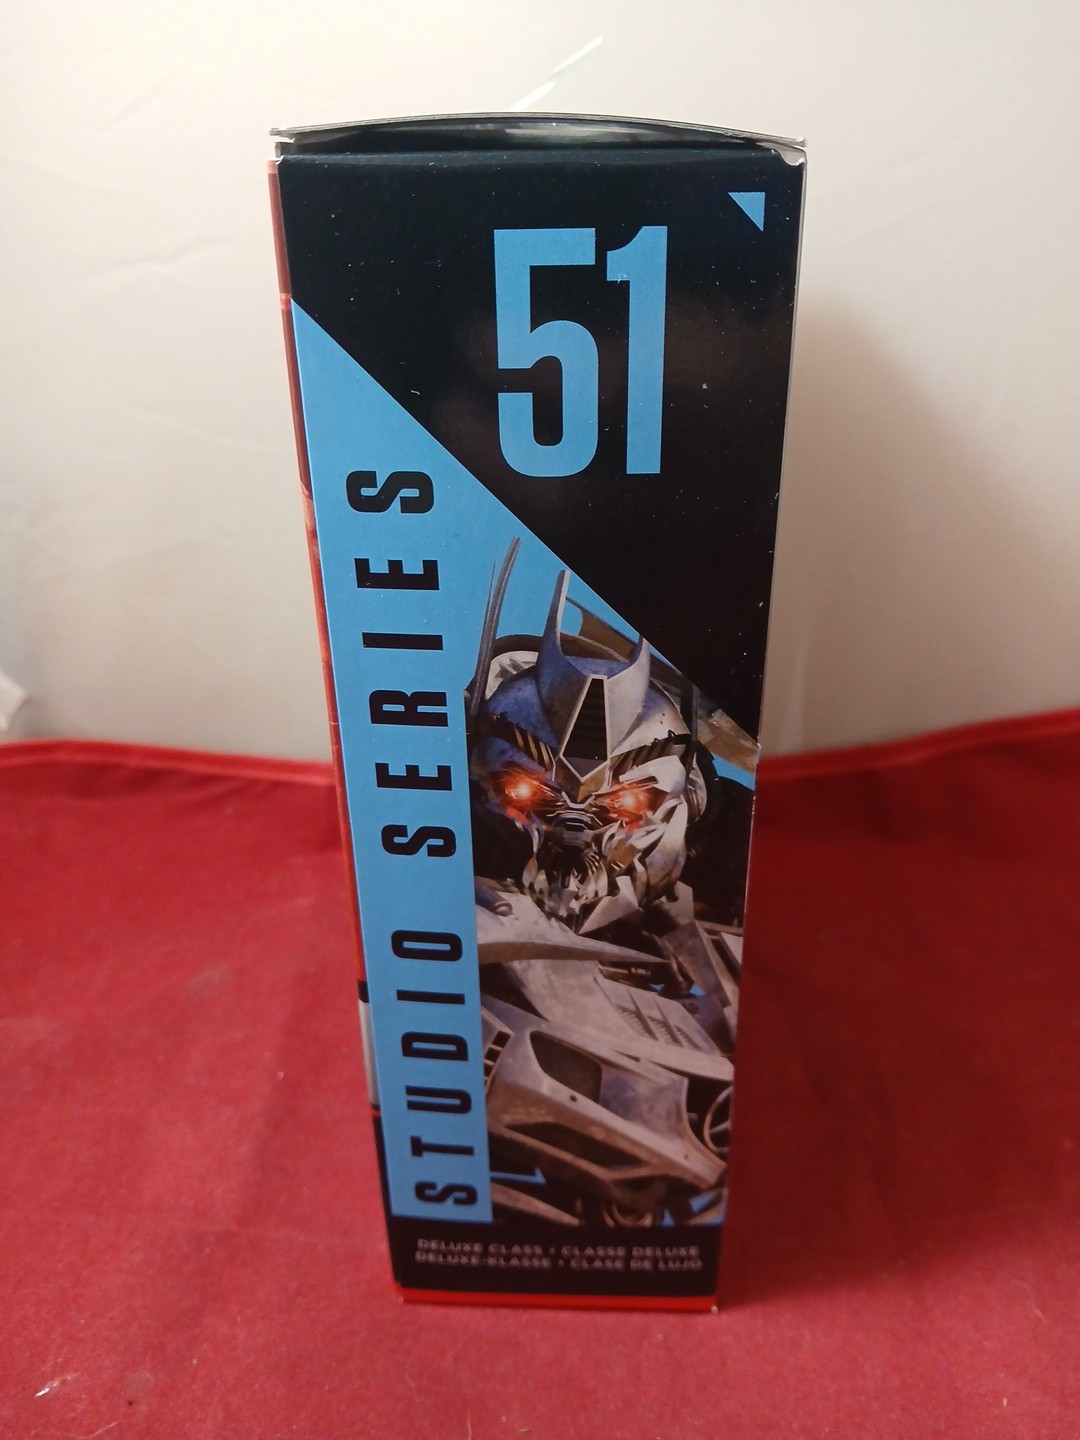 51
STUDIO SERIES
DELUXE CLASS • CLASSE DELUXE
DELUXE-KLASSE • CLASE DE LUJO